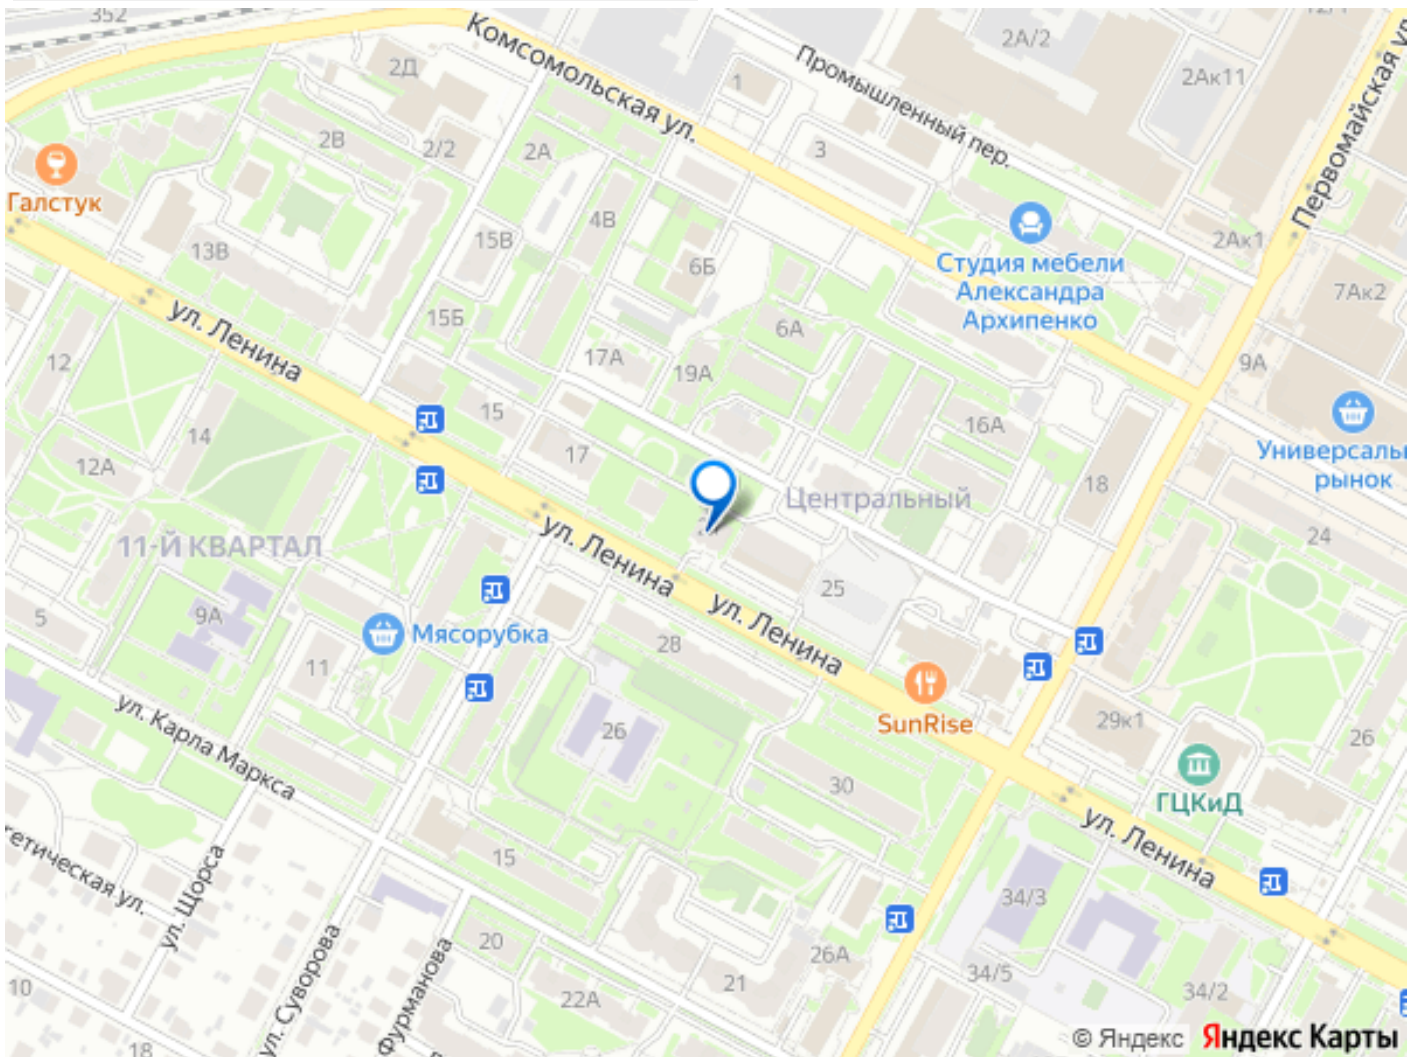 352
Комсомольская ул.
2А/2
12/1
Промышленный пер.
2Ак11
Первомайская ул
2Д
1
2В
2/2
2А
3
Галстук
4В
15В
13В
6Б
2Ак1
Студия мебели
Александра
Архипенко
7Ак2
ул. Ленина
15Б
6А
17А
19А
9А
12
15
16А
14
17
12А
18
Универсаль
рынок
Центральный
11-Й КВАРТАЛ
ул. Ленина
24
25
9А
5
Мясорубка
ул. Ленина
28
11
SunRise
ул. Карла Маркса
26
29к1
26
30
ГЦКиД
ул. Ленина
гетическая ул.
15
ул. Щорса
34/3
ул. Суворова
Фурманова
20
26А
21
34/5
34/2
10
22А
18
© Яндекс Яндекс Карты